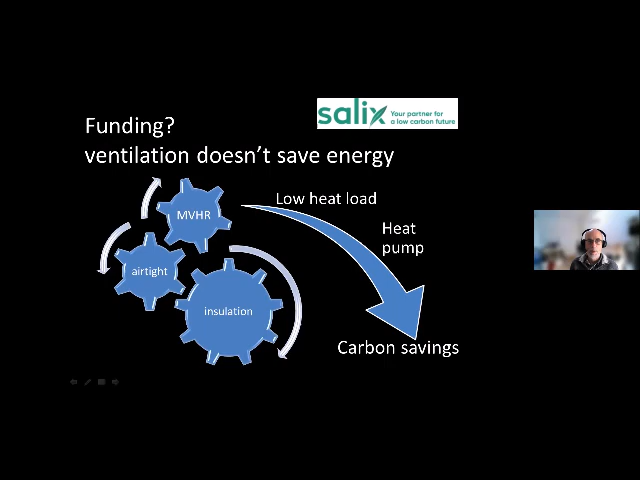 salix
Your partner for
a low carbon future
Funding?
ventilation doesn't save energy
MVHR
Low heat load
Heat
pump
airtight
insulation
Carbon savings